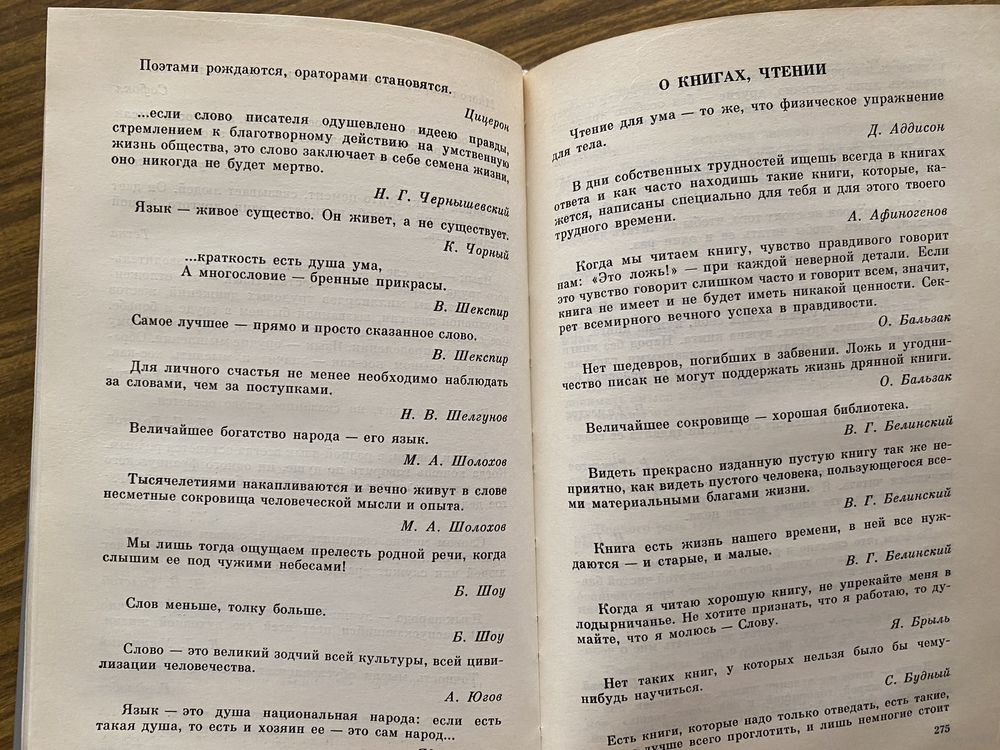 Поэтами рождаются, ораторами становятся.
Цицерон
...если слово писателя одушевлено идеею правды,
стремлением к благотворному действию на умственную
жизнь общества, это слово заключает в себе семена жизни,
оно никогда не будет мертво.
Н. Г. Чернышевский
Язык — живое существо. Он живет, а не существует.
К. Чорный
...краткость есть душа ума,
А многословие — бренные прикрасы.
В. Шекспир
Самое лучшее — прямо и просто сказанное слово.
В. Шекспир
Для личного счастья не менее необходимо наблюдать
за словами, чем за поступками.
Н. В. Шелгунов
Величайшее богатство народа — его язык.
М. А. Шолохов
Тысячелетиями накапливаются и вечно живут в слове
несметные сокровища человеческой мысли и опыта.
М. А. Шолохов
Мы лишь тогда ощущаем прелесть родной речи, когда
слышим ее под чужими небесами!
Б. Шоу
Слов меньше, толку больше.
Б. Шоу
Слово — это великий зодчий всей культуры, всей циви-
лизации человечества.
А. Югов
Язык — это душа национальная народа: если есть
такая душа, то есть и хозяин ее — это сам народ...
О КНИГАХ, ЧТЕНИИ
Чтение для ума — то же, что физическое упражнение
для тела.
Д. Аддисон
В дни собственных трудностей ищешь всегда в книгах
ответа и как часто находишь такие книги, которые, ка-
жется, написаны специально для тебя и для этого твоего
трудного времени.
А. Афиногенов
Когда мы читаем книгу, чувство правдивого говорит
нам: «Это ложь!» — при каждой неверной детали. Если
это чувство говорит слишком часто и говорит всем, значит,
книга не имеет и не будет иметь никакой ценности. Сек-
рет всемирного вечного успеха в правдивости.
О. Бальзак
Нет шедевров, погибших в забвении. Ложь и угодни-
чество писак не могут поддержать жизнь дрянной книги.
О. Бальзак
Величайшее сокровище — хорошая библиотека.
В. Г. Белинский
Видеть прекрасно изданную пустую книгу так же не-
приятно, как видеть пустого человека, пользующегося все-
ми материальными благами жизни.
В. Г. Белинский
Книга есть жизнь нашего времени, в ней все нуж-
даются — и старые, и малые.
В. Г. Белинский
Когда я читаю хорошую книгу, не упрекайте меня в
лодырничанье. Не хотите признать, что я работаю, то ду-
майте, что я молюсь — Слову.
Я. Брыль
Нет таких книг, у которых нельзя было бы чему-
нибудь научиться.
С. Будный
Есть книги, которые надо только отведать, есть такие,
лучше всего проглотить, и лишь немногие стоит
275